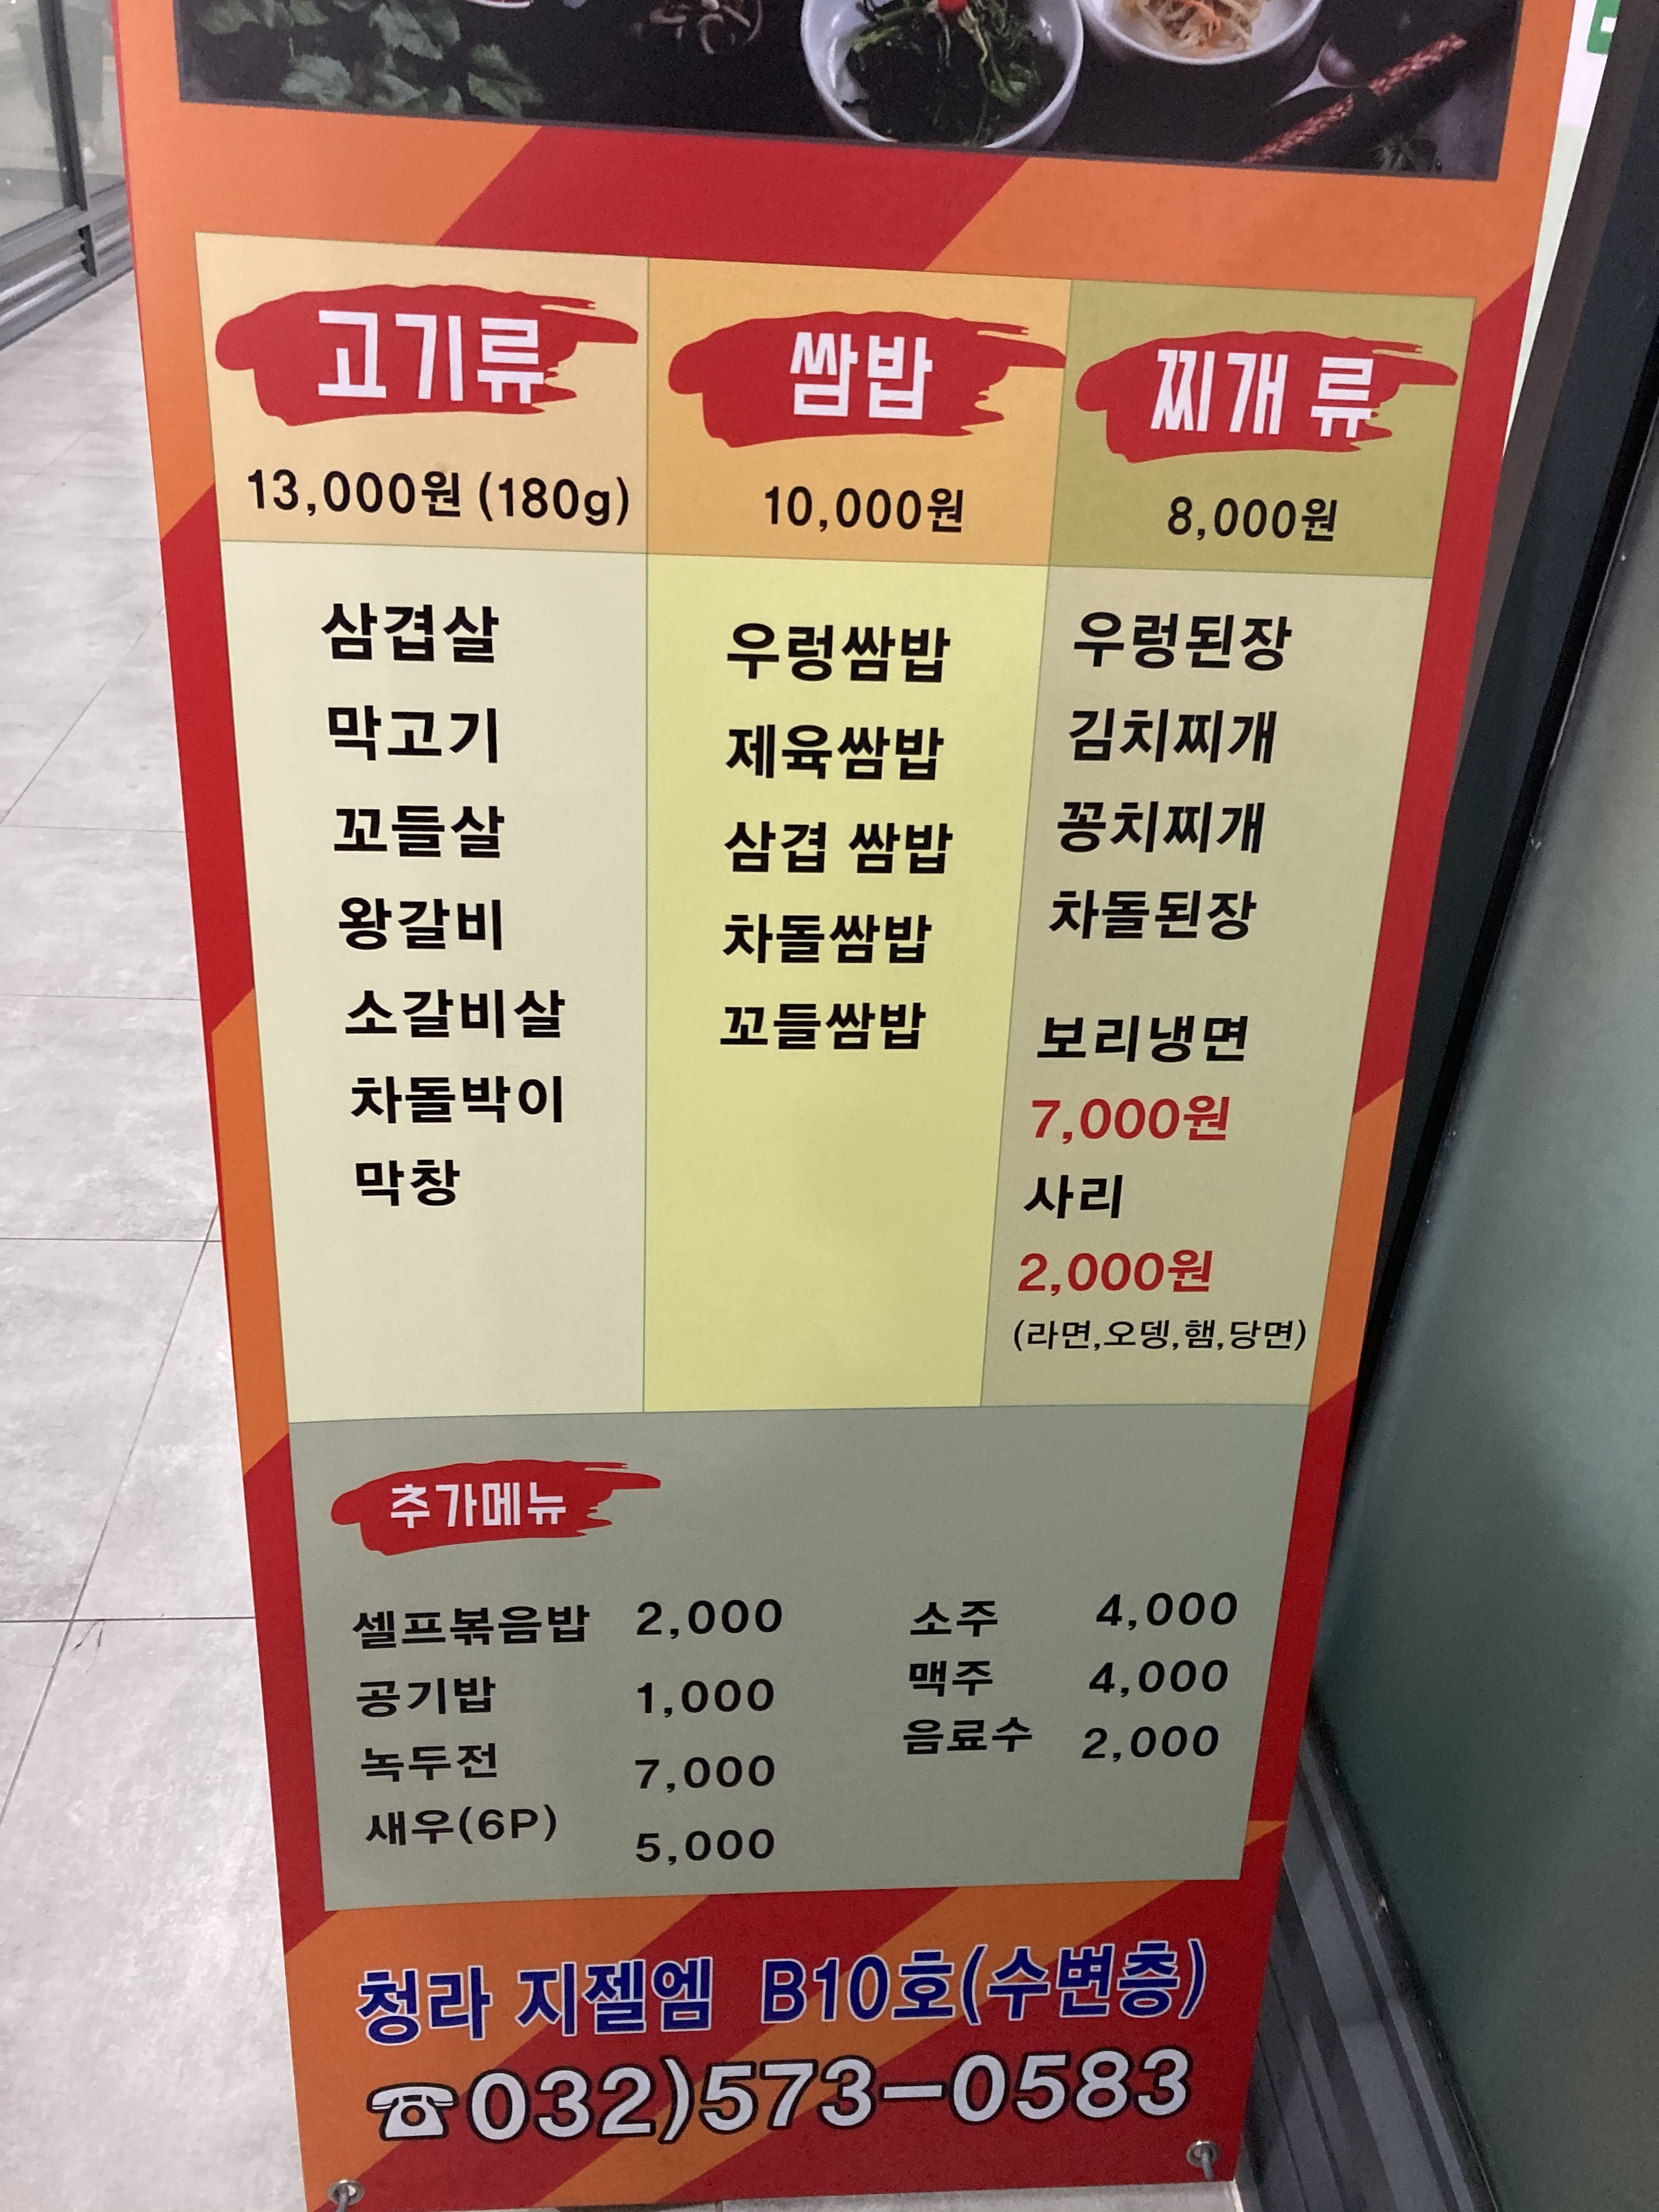 고기류
13,000원 (180g)
삼겹살
막고기
꼬들살
왕갈비
소갈비살
차돌박이
막창
쌈밥
10,000원
우렁쌈밥
제육쌈밥
삼겹 쌈밥
차돌쌈밥
꼬들쌈밥
찌개 류
8,000원
우렁된장
김치찌개
꽁치찌개
차돌된장
보리냉면
7,000원
사리
2,000원
(라면,오뎅,햄,당면)
추가메뉴
셀프볶음밥 2,000
공기밥 1,000
녹두전 7,000
새우(6P) 5,000
소주 4,000
맥주 4,000
음료수 2,000
청라 지젤엠 B10호(수변층)
☎032)573-0583